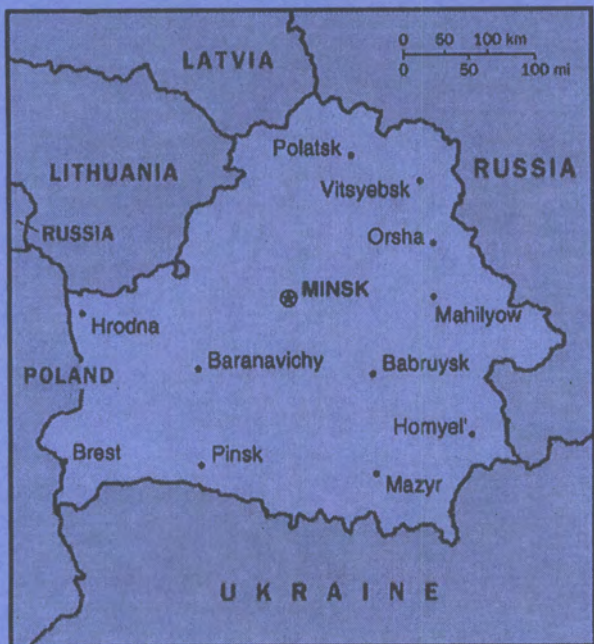 LATVIA
0 50 100 km
0 50 100 mi
Polatsk
LITHUANIA
RUSSIA
Vitsyebsk
RUSSIA
Orsha
MINSK
Mahilyow
Hrodna
Baranavichy
Babruysk
POLAND
Homyel'
Brest
Pinsk
Mazyr
UKRAINE